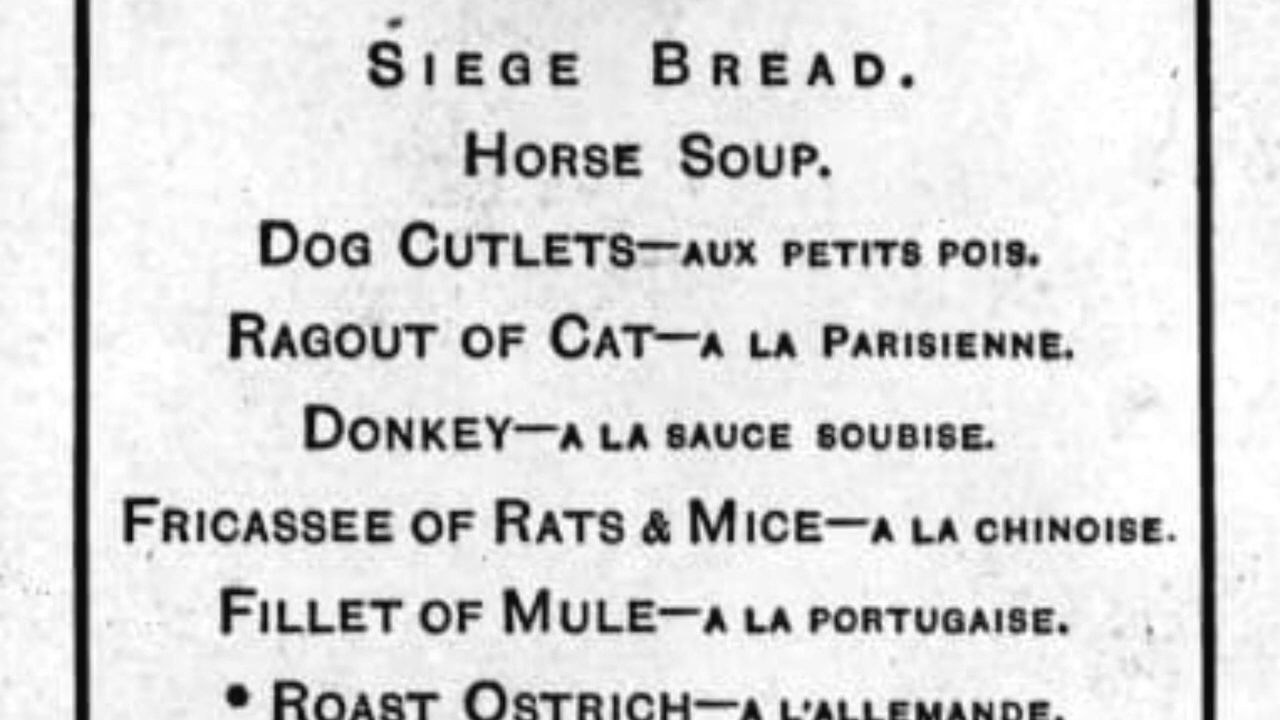 SIEGE BREAD.
HORSE SOUP.
DOG CUTLETS—AUX PETITS POIS.
RAGOUT OF CAT—A LA PARISIENNE.
DONKEY—A LA SAUCE SOUBISE.
FRICASSEE OF RATS & MICE—A LA CHINOISE.
FILLET OF MULE—A LA PORTUGAISE.
• ROAST OSTRICH—A L'ALLEMANDE.